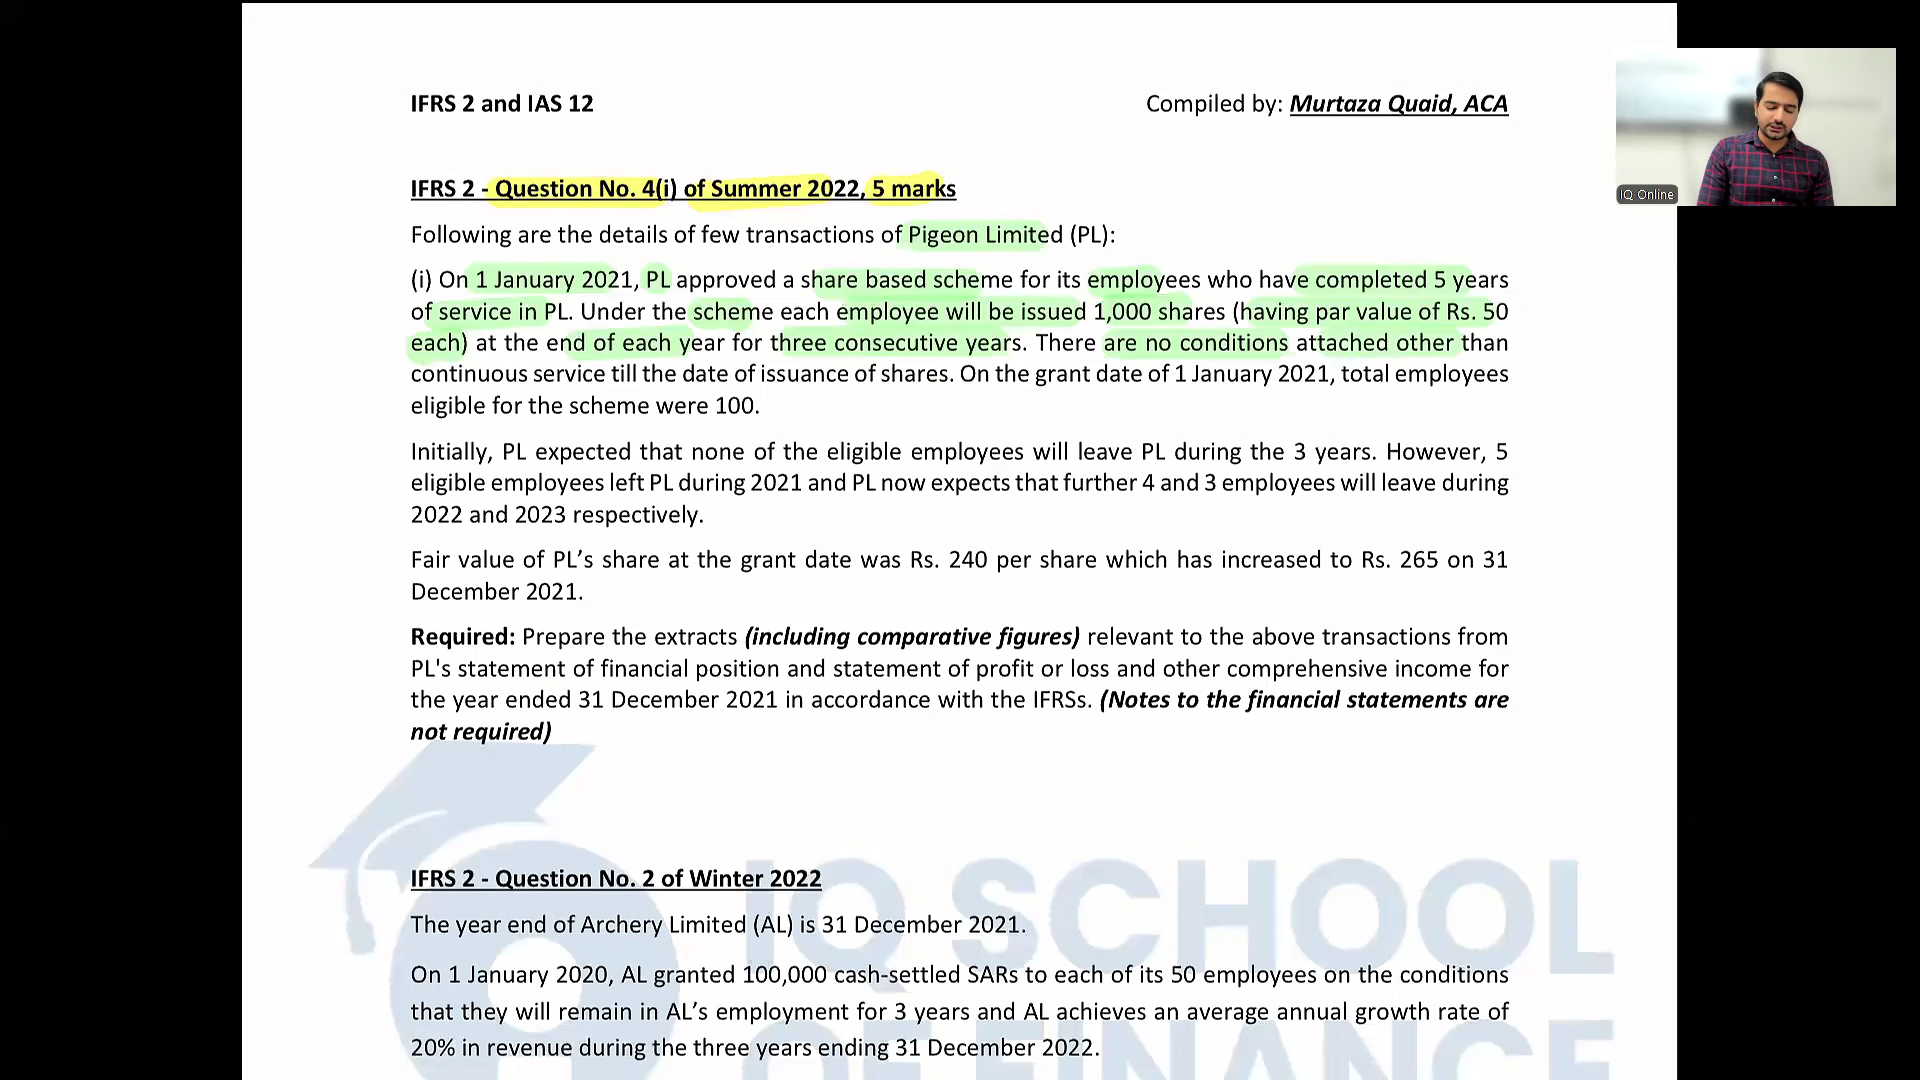 IFRS 2 and IAS 12
Compiled by: Murtaza Quaid, ACA
IQ Online
IFRS 2 - Question No. 4(i) of Summer 2022, 5 marks
Following are the details of few transactions of Pigeon Limited (PL):
(i) On 1 January 2021, PL approved a share based scheme for its employees who have completed 5 years
of service in PL. Under the scheme each employee will be issued 1,000 shares (having par value of Rs. 50
each) at the end of each year for three consecutive years. There are no conditions attached other than
continuous service till the date of issuance of shares. On the grant date of 1 January 2021, total employees
eligible for the scheme were 100.
Initially, PL expected that none of the eligible employees will leave PL during the 3 years. However, 5
eligible employees left PL during 2021 and PL now expects that further 4 and 3 employees will leave during
2022 and 2023 respectively.
Fair value of PL’s share at the grant date was Rs. 240 per share which has increased to Rs. 265 on 31
December 2021.
Required: Prepare the extracts (including comparative figures) relevant to the above transactions from
PL's statement of financial position and statement of profit or loss and other comprehensive income for
the year ended 31 December 2021 in accordance with the IFRSs. (Notes to the financial statements are
not required)
IFRS 2 - Question No. 2 of Winter 2022
The year end of Archery Limited (AL) is 31 December 2021.
On 1 January 2020, AL granted 100,000 cash-settled SARs to each of its 50 employees on the conditions
that they will remain in AL’s employment for 3 years and AL achieves an average annual growth rate of
20% in revenue during the three years ending 31 December 2022.
IQ SCHOOL
OF FINANCE